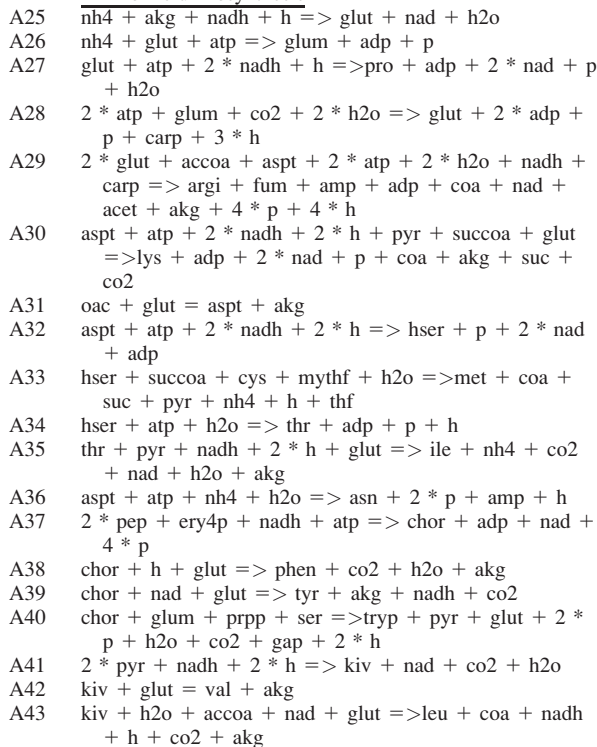 A25 nh4 + akg + nadh + h => glut + nad + h2o
A26 nh4 + glut + atp => glum + adp + p
A27 glut + atp + 2 * nadh + h =>pro + adp + 2 * nad + p
+ h2o
A28 2 * atp + glum + co2 + 2 * h2o => glut + 2 * adp +
p + carp + 3 * h
A29 2 * glut + accoa + aspt + 2 * atp + 2 * h2o + nadh +
carp => argi + fum + amp + adp + coa + nad +
acet + akg + 4 * p + 4 * h
A30 aspt + atp + 2 * nadh + 2 * h + pyr + succoa + glut
=>lys + adp + 2 * nad + p + coa + akg + suc +
co2
A31 oac + glut = aspt + akg
A32 aspt + atp + 2 * nadh + 2 * h => hser + p + 2 * nad
+ adp
A33 hser + succoa + cys + mythf + h2o =>met + coa +
suc + pyr + nh4 + h + thf
A34 hser + atp + h2o => thr + adp + p + h
A35 thr + pyr + nadh + 2 * h + glut => ile + nh4 + co2
+ nad + h2o + akg
A36 aspt + atp + nh4 + h2o => asn + 2 * p + amp + h
A37 2 * pep + ery4p + nadh + atp => chor + adp + nad +
4 * p
A38 chor + h + glut => phen + co2 + h2o + akg
A39 chor + nad + glut => tyr + akg + nadh + co2
A40 chor + glum + prpp + ser =>tryp + pyr + glut + 2 *
p + h2o + co2 + gap + 2 * h
A41 2 * pyr + nadh + 2 * h => kiv + nad + co2 + h2o
A42 kiv + glut = val + akg
A43 kiv + h2o + accoa + nad + glut =>leu + coa + nadh
+ h + co2 + akg